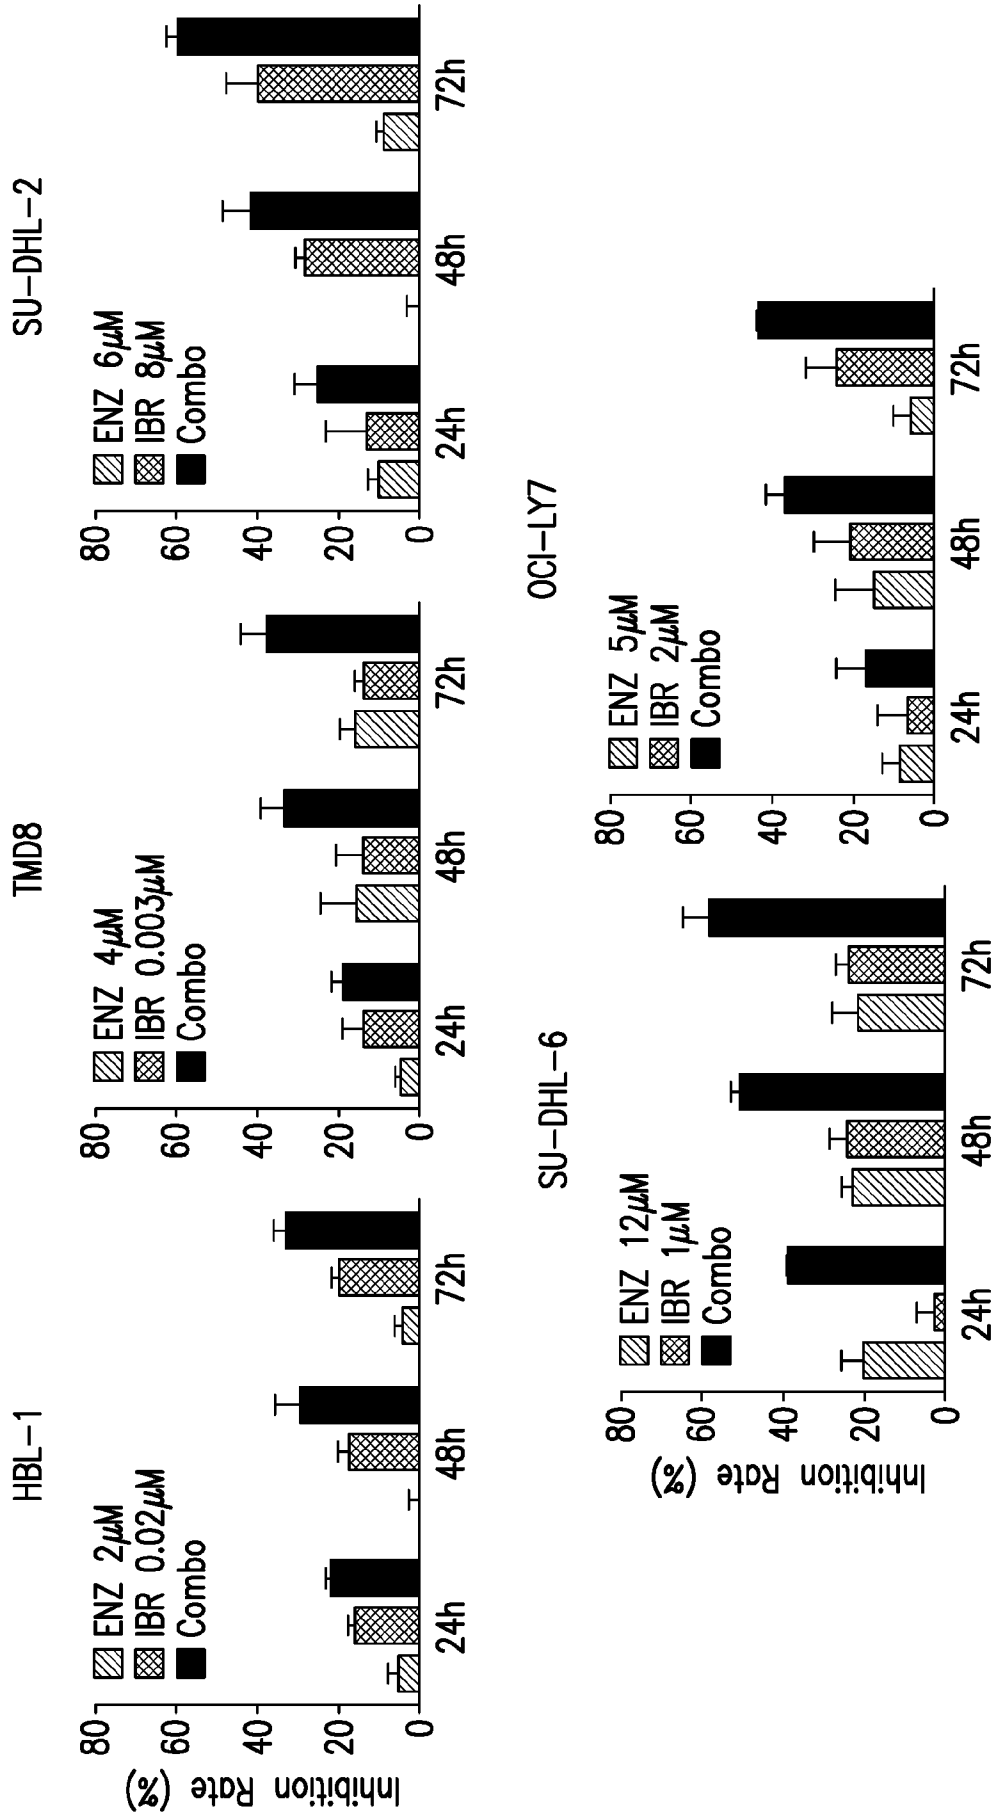 HBL-1
Inhibition Rate (%)
80
60
40
20
0
ENZ 2μM
IBR 0.02μM
Combo
24h
48h
72h
TMD8
80
60
40
20
0
ENZ 4μM
IBR 0.003μM
Combo
24h
48h
72h
SU-DHL-2
80
60
40
20
0
ENZ 6μM
IBR 8μM
Combo
24h
48h
72h
SU-DHL-6
Inhibition Rate (%)
80
60
40
20
0
ENZ 12μM
IBR 1μM
Combo
24h
48h
72h
OCI-LY7
80
60
40
20
0
ENZ 5μM
IBR 2μM
Combo
24h
48h
72h